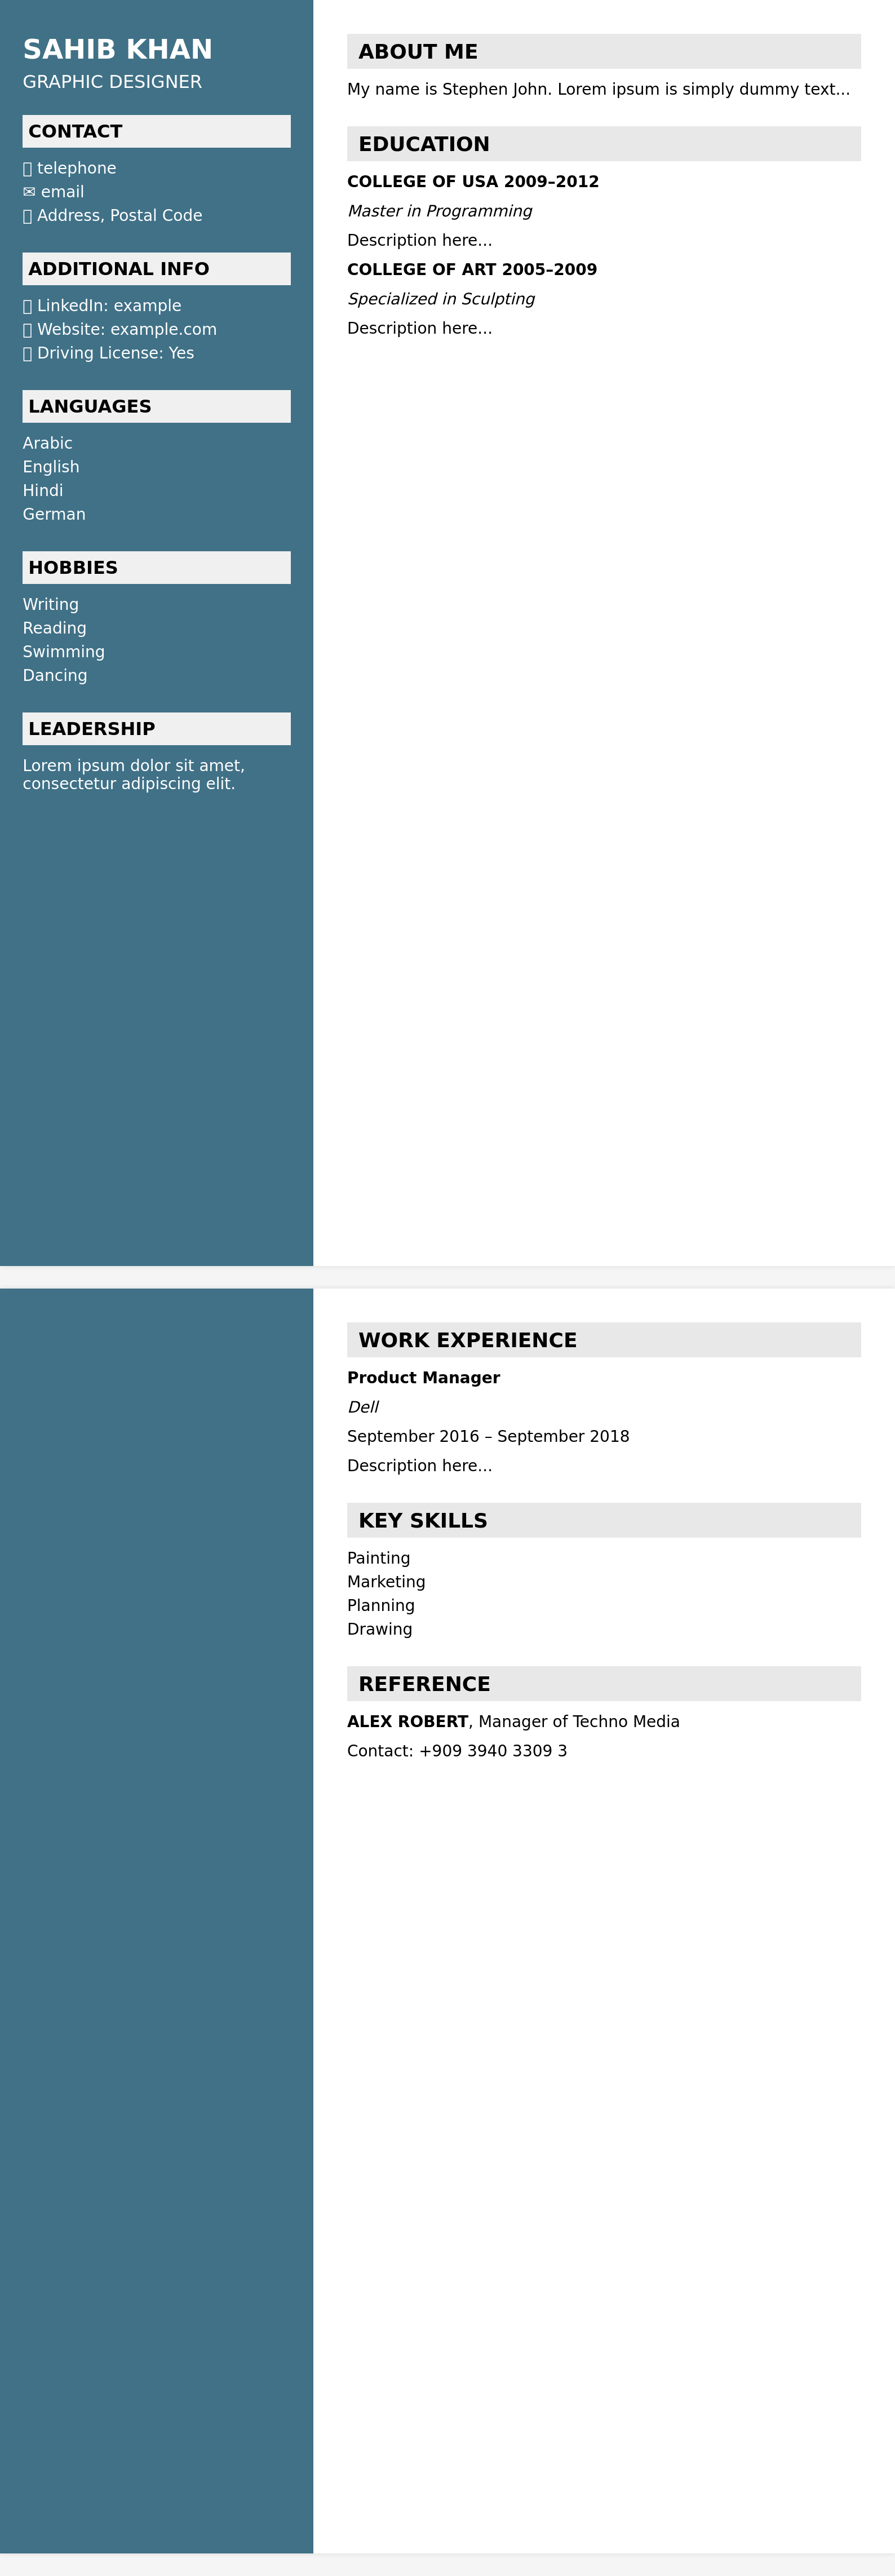 SAHIB KHAN
GRAPHIC DESIGNER
CONTACT
telephone
✉ email
Address, Postal Code
ADDITIONAL INFO
LinkedIn: example
Website: example.com
Driving License: Yes
LANGUAGES
Arabic
English
Hindi
German
HOBBIES
Writing
Reading
Swimming
Dancing
LEADERSHIP
Lorem ipsum dolor sit amet,
consectetur adipiscing elit.
ABOUT ME
My name is Stephen John. Lorem ipsum is simply dummy text...
EDUCATION
COLLEGE OF USA 2009–2012
Master in Programming
Description here...
COLLEGE OF ART 2005–2009
Specialized in Sculpting
Description here...
WORK EXPERIENCE
Product Manager
Dell
September 2016 – September 2018
Description here...
KEY SKILLS
Painting
Marketing
Planning
Drawing
REFERENCE
ALEX ROBERT, Manager of Techno Media
Contact: +909 3940 3309 3